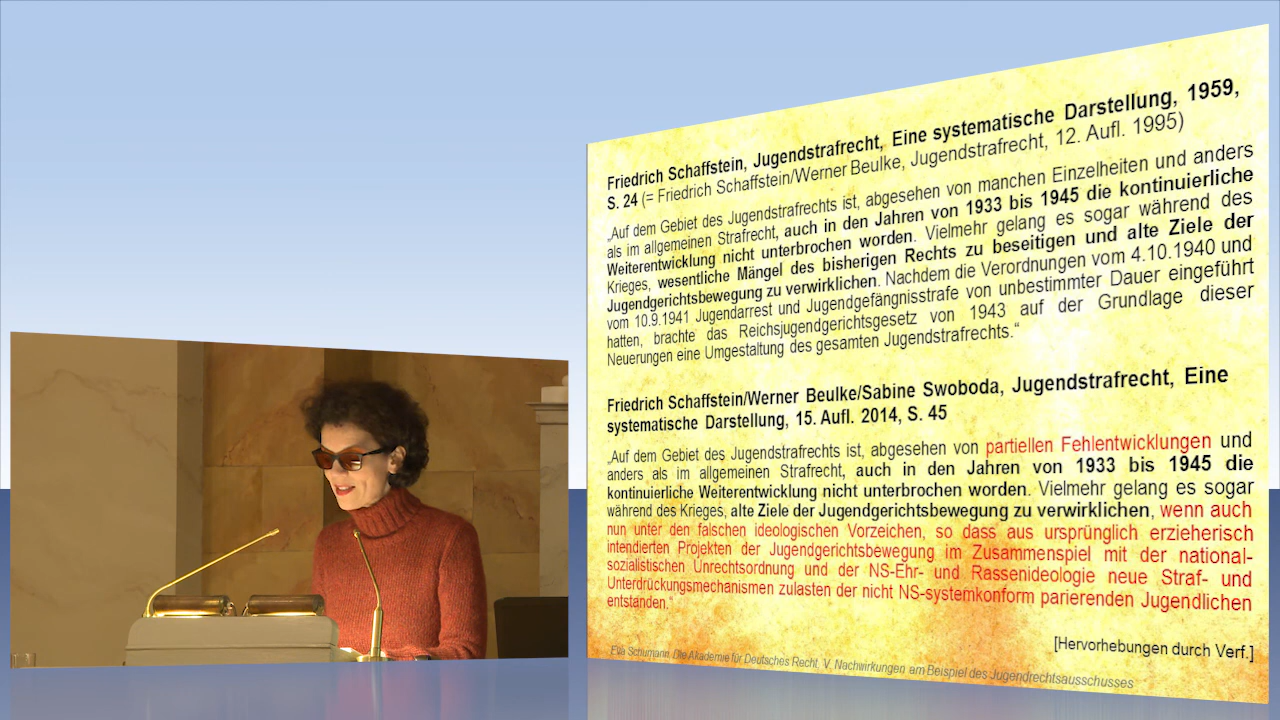 Friedrich Schaffstein, Jugendstrafrecht, Eine systematische Darstellung, 1959,
S. 24 (= Friedrich Schaffstein/Werner Beulke, Jugendstrafrecht, 12. Aufl. 1995)
„Auf dem Gebiet des Jugendstrafrechts ist, abgesehen von manchen Einzelheiten und anders
als im allgemeinen Strafrecht, auch in den Jahren von 1933 bis 1945 die kontinuierliche
Weiterentwicklung nicht unterbrochen worden. Vielmehr gelang es sogar während des
Krieges, wesentliche Mängel des bisherigen Rechts zu beseitigen und alte Ziele der
Jugendgerichtsbewegung zu verwirklichen. Nachdem die Verordnungen vom 4.10.1940 und
vom 10.9.1941 Jugendarrest und Jugendgefängnisstrafe von unbestimmter Dauer eingeführt
hatten, brachte das Reichsjugendgerichtsgesetz von 1943 auf der Grundlage dieser
Neuerungen eine Umgestaltung des gesamten Jugendstrafrechts.“
Friedrich Schaffstein/Werner Beulke/Sabine Swoboda, Jugendstrafrecht, Eine
systematische Darstellung, 15. Aufl. 2014, S. 45
„Auf dem Gebiet des Jugendstrafrechts ist, abgesehen von partiellen Fehlentwicklungen und
anders als im allgemeinen Strafrecht, auch in den Jahren von 1933 bis 1945 die
kontinuierliche Weiterentwicklung nicht unterbrochen worden. Vielmehr gelang es sogar
während des Krieges, alte Ziele der Jugendgerichtsbewegung zu verwirklichen, wenn auch
nun unter den falschen ideologischen Vorzeichen, so dass aus ursprünglich erzieherisch
intendierten Projekten der Jugendgerichtsbewegung im Zusammenspiel mit der national-
sozialistischen Unrechtsordnung und der NS-Ehr- und Rassenideologie neue Straf- und
Unterdrückungsmechanismen zulasten der nicht NS-systemkonform parierenden Jugendlichen
entstanden.“
[Hervorhebungen durch Verf.]
Eva Schumann, Die Akademie für Deutsches Recht. V. Nachwirkungen am Beispiel des Jugendrechtsausschusses